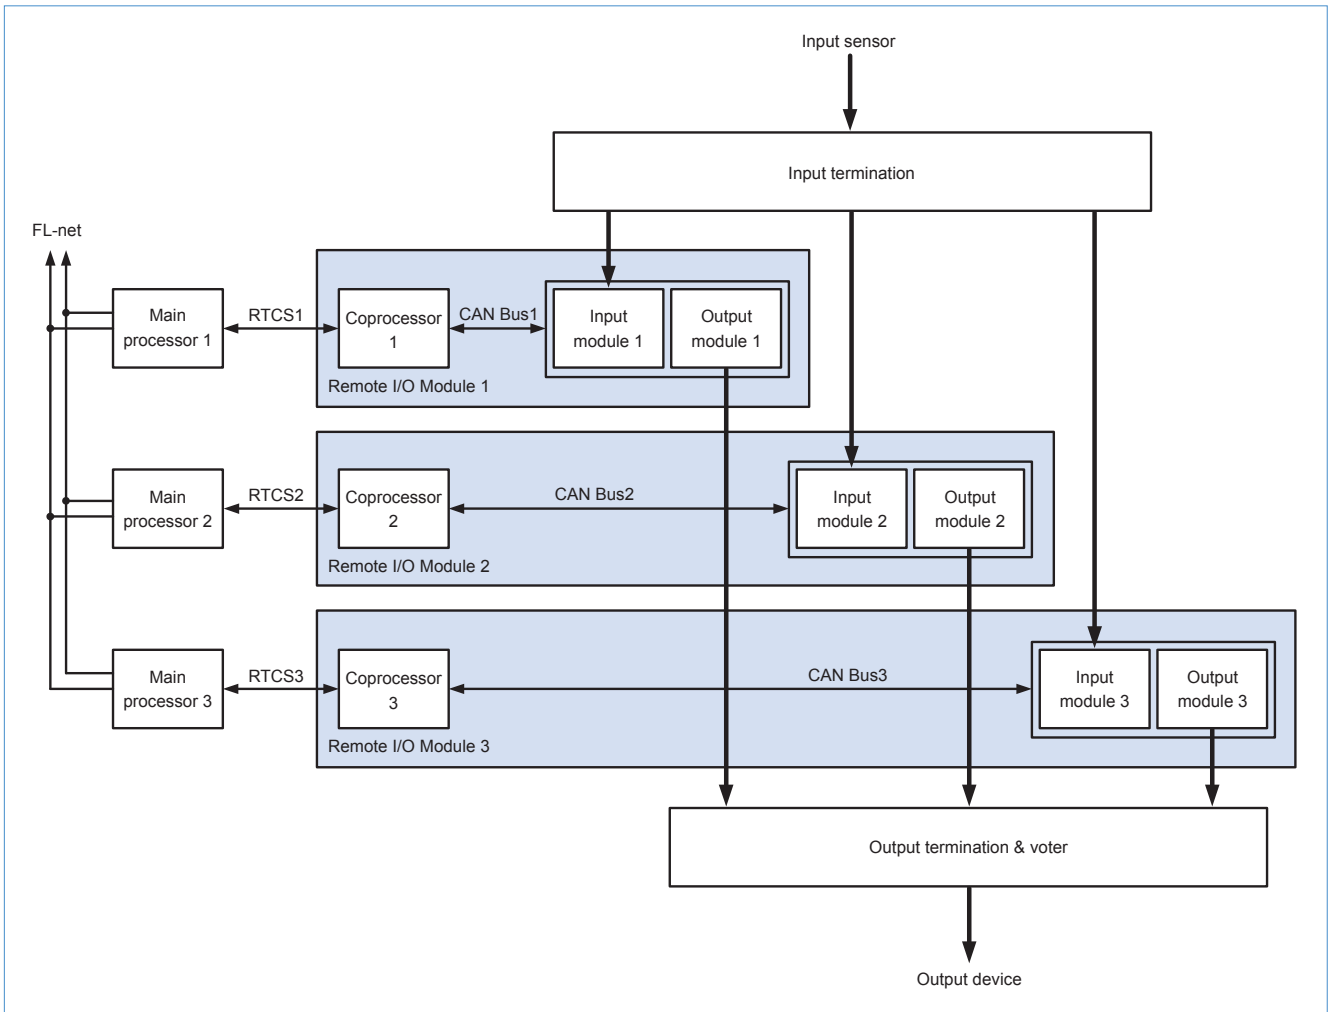 Input sensor
Input termination
FL-net
Main
processor 1
RTCS1
Coprocessor
1
CAN Bus1
Input
module 1
Output
module 1
Remote I/O Module 1
Main
processor 2
RTCS2
Coprocessor
2
CAN Bus2
Input
module 2
Output
module 2
Remote I/O Module 2
Main
processor 3
RTCS3
Coprocessor
3
CAN Bus3
Input
module 3
Output
module 3
Remote I/O Module 3
Output termination & voter
Output device